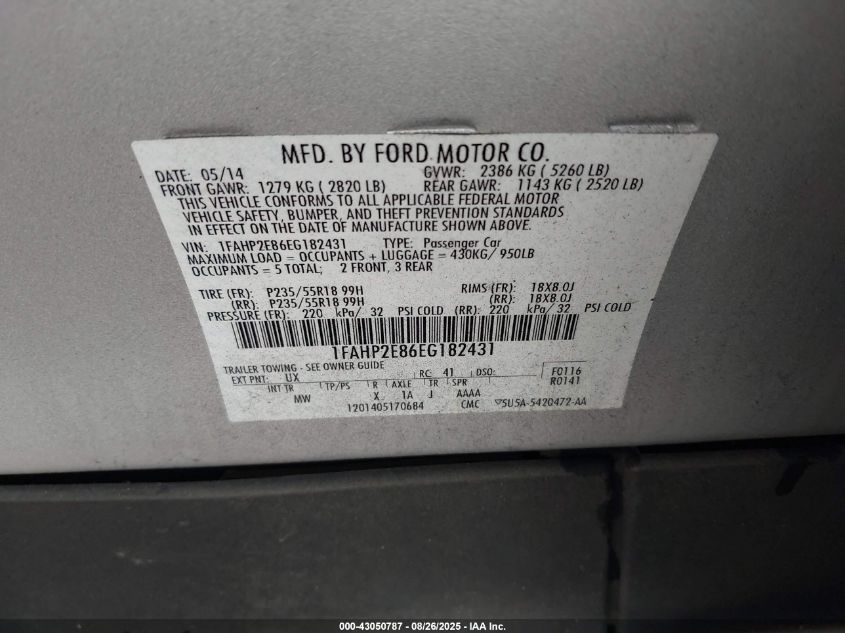 MFD. BY FORD MOTOR CO.
DATE: 05/14 GVWR: 2386 KG ( 5260 LB)
FRONT GAWR: 1279 KG ( 2820 LB) REAR GAWR: 1143 KG ( 2520 LB)
THIS VEHICLE CONFORMS TO ALL APPLICABLE FEDERAL MOTOR
VEHICLE SAFETY, BUMPER, AND THEFT PREVENTION STANDARDS
IN EFFECT ON THE DATE OF MANUFACTURE SHOWN ABOVE.
VIN: 1FAHP2E86EG182431 TYPE: Passenger Car
MAXIMUM LOAD = OCCUPANTS + LUGGAGE = 430KG/ 950LB
OCCUPANTS = 5 TOTAL; 2 FRONT, 3 REAR
TIRE (FR): P235/55R18 99H RIMS (FR): 18X8.0J
(RR): P235/55R18 99H (RR): 18X8.0J
PRESSURE (FR): 220 kPa/ 32 PSI COLD (RR): 220 kPa/ 32 PSI COLD
1FAHP2E86EG182431
TRAILER TOWING - SEE OWNER GUIDE
EXT PNT: UX RC: 41 DSO: F0116
INT TR TP/PS R AXLE TR SPR R0141
MW X 1A J AAAA
1201405170684 CMC 5U5A-5420472-AA
000-43050787 - 08/26/2025 - IAA Inc.